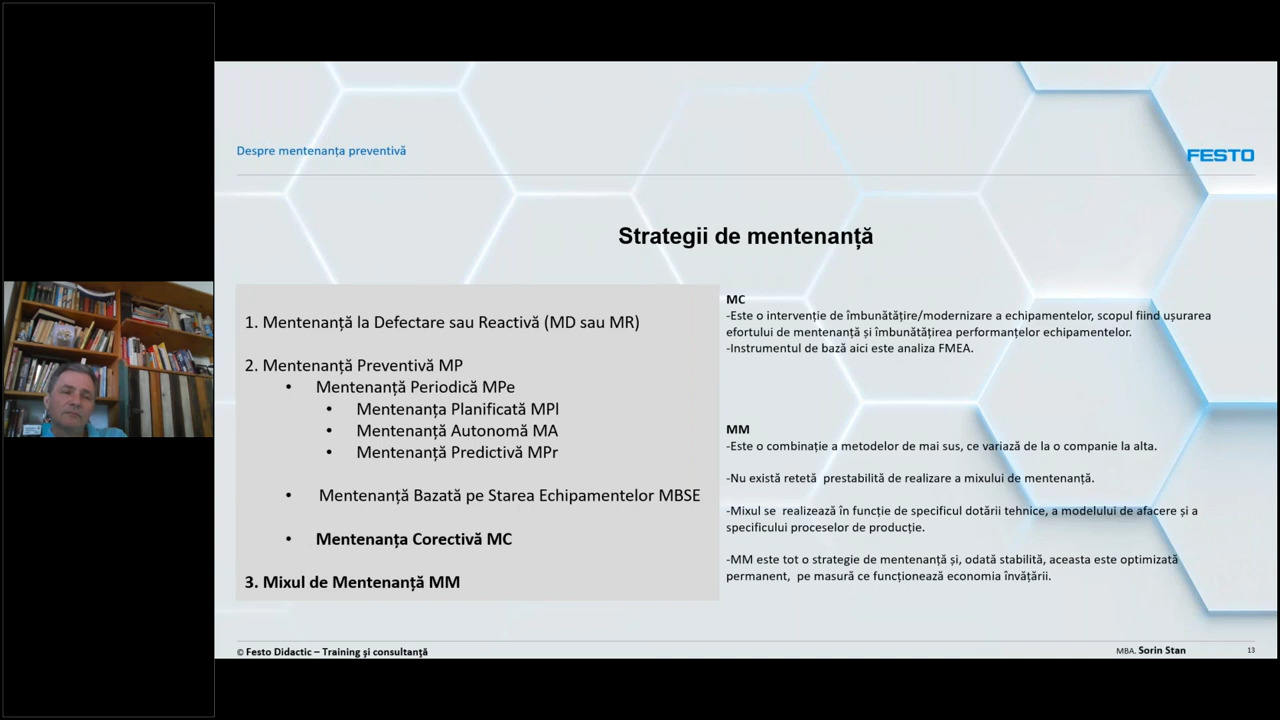 Despre mentenanța preventivă
FESTO
Strategii de mentenanță
1. Mentenanță la Defectare sau Reactivă (MD sau MR)
2. Mentenanță Preventivă MP
• Mentenanță Periodică MPe
• Mentenanța Planificată MPl
• Mentenanță Autonomă MA
• Mentenanță Predictivă MPr
• Mentenanță Bazată pe Starea Echipamentelor MBSE
• Mentenanța Corectivă MC
3. Mixul de Mentenanță MM
MC
-Este o intervenție de îmbunătățire/modernizare a echipamentelor, scopul fiind ușurarea
efortului de mentenanță și îmbunătățirea performanțelor echipamentelor.
-Instrumentul de bază aici este analiza FMEA.
MM
-Este o combinație a metodelor de mai sus, ce variază de la o companie la alta.
-Nu există retetă prestabilită de realizare a mixului de mentenanță.
-Mixul se realizează în funcție de specificul dotării tehnice, a modelului de afacere și a
specificului proceselor de producție.
-MM este tot o strategie de mentenanță și, odată stabilită, aceasta este optimizată
permanent, pe masură ce funcționează economia învățării.
© Festo Didactic – Training şi consultanţă
MBA. Sorin Stan
13